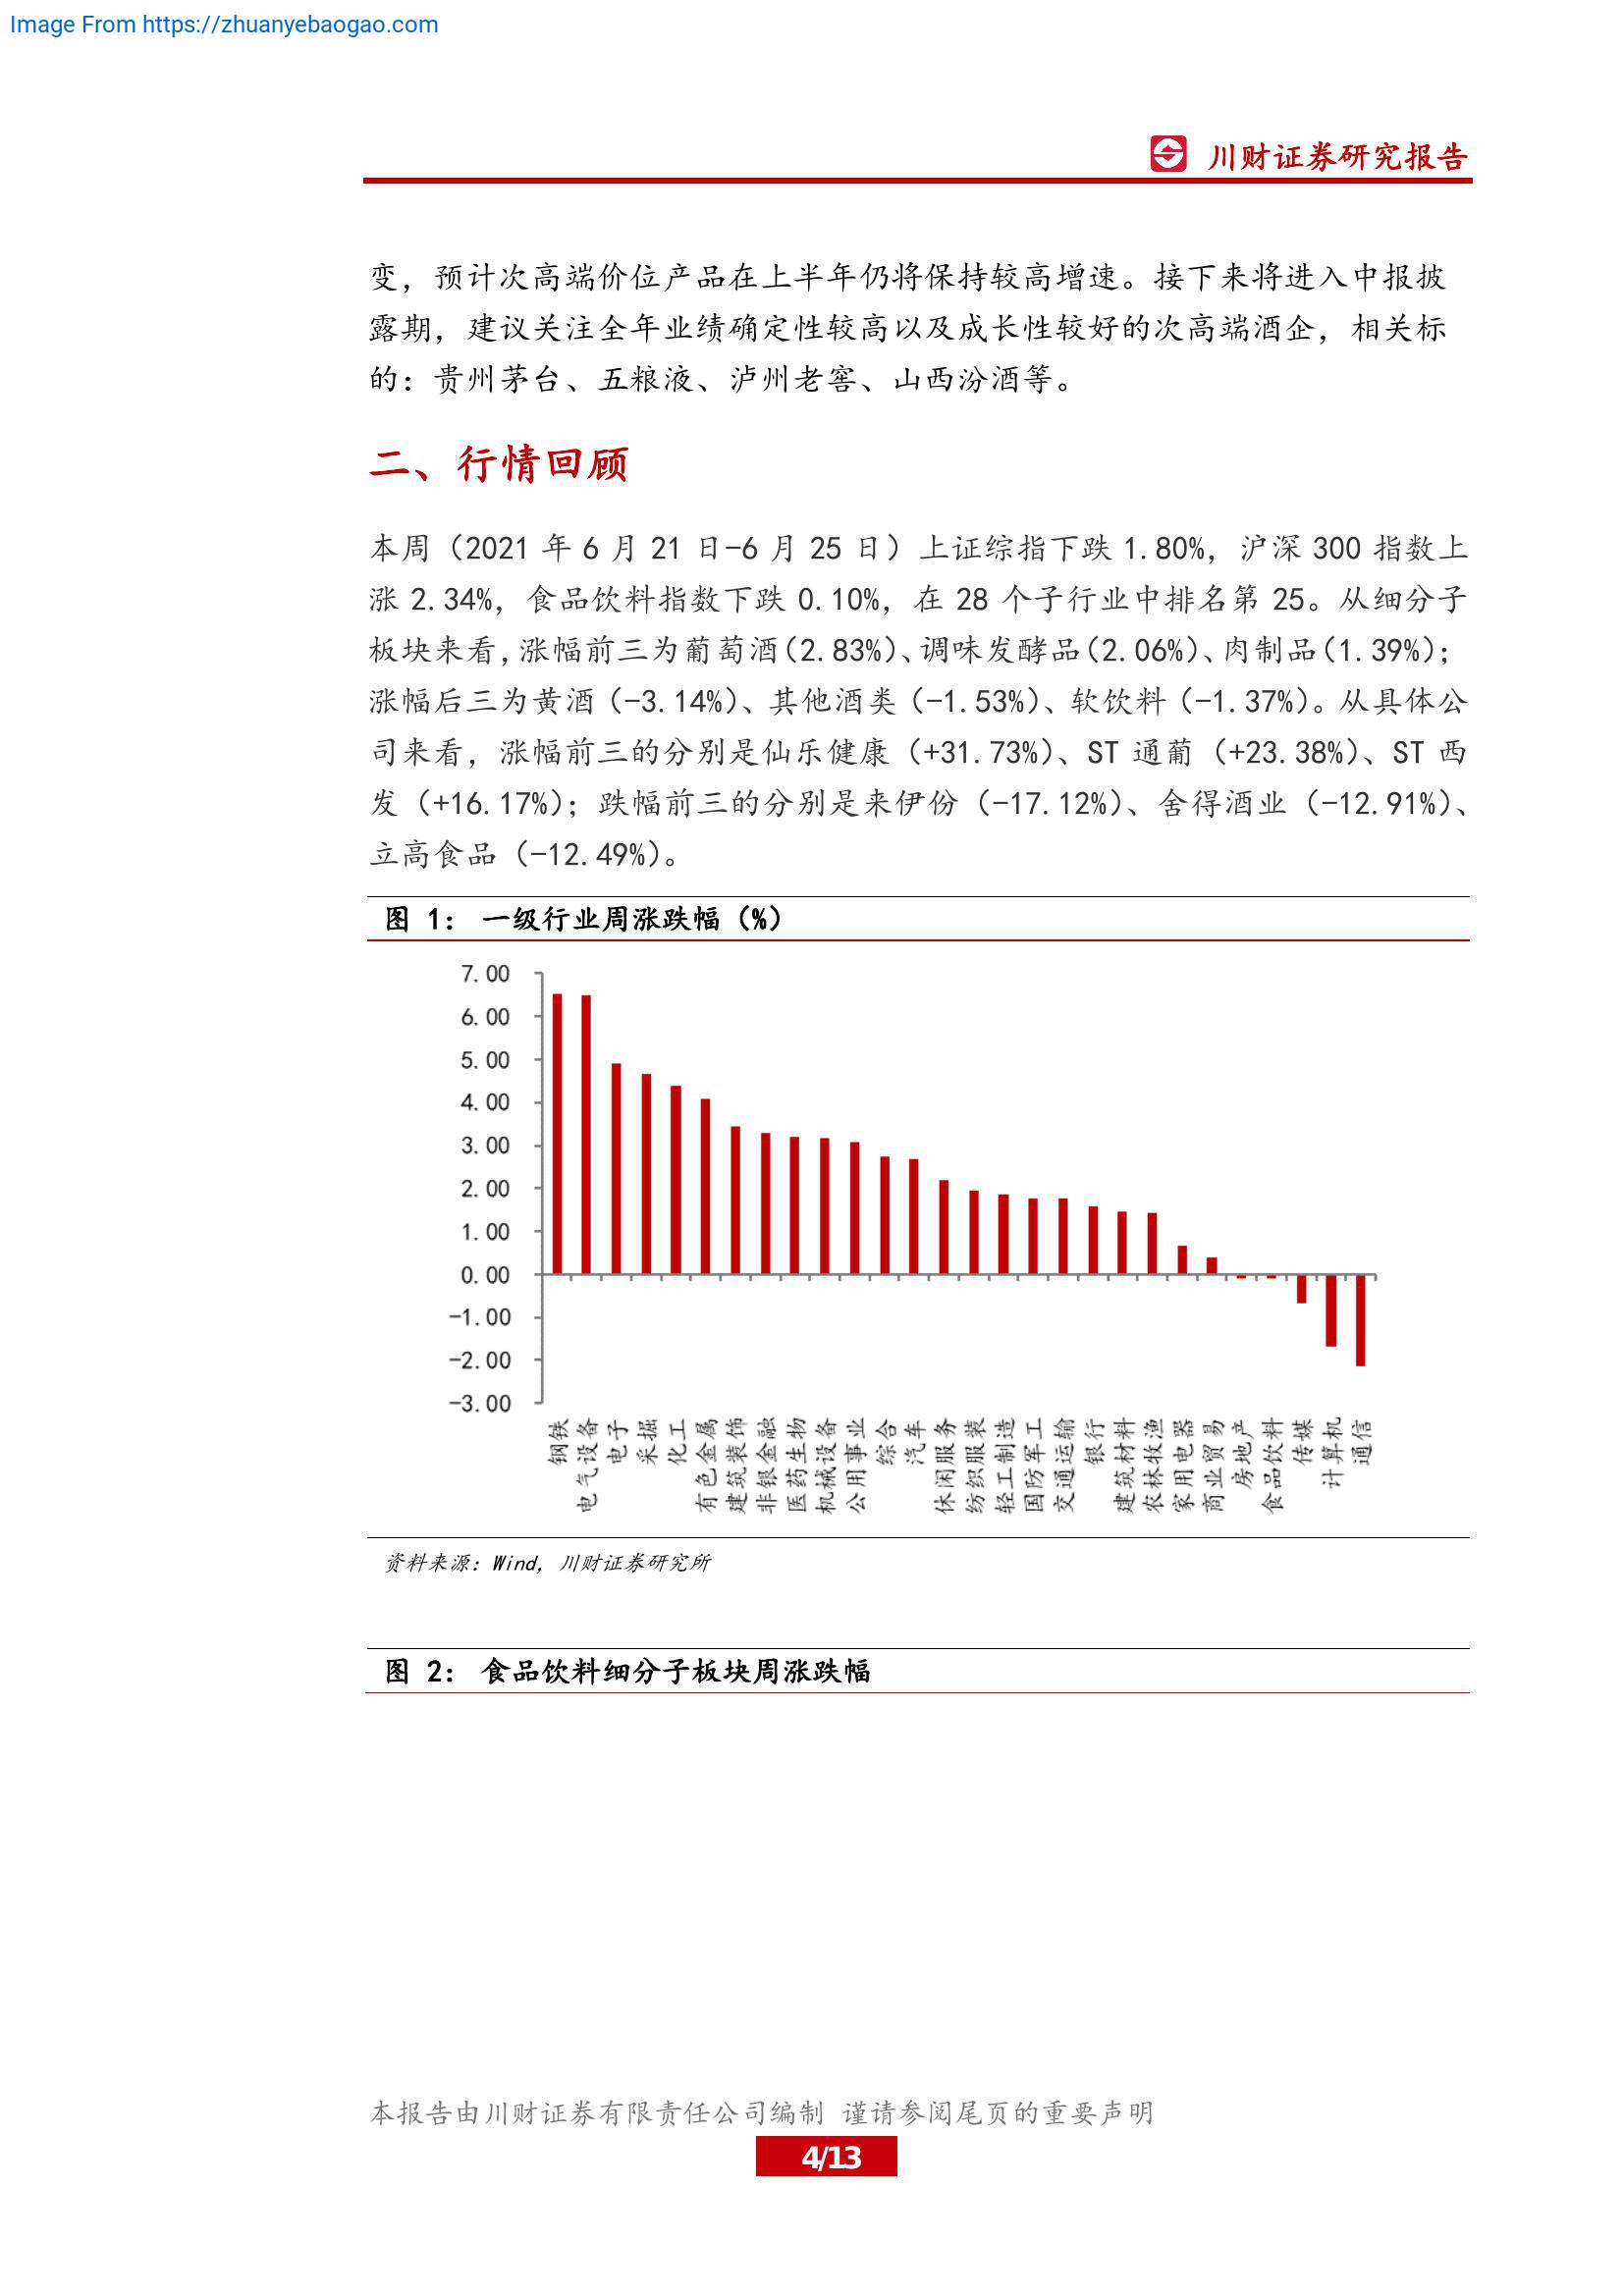 Image From https://zhuanyebaogao.com
川财证券研究报告
变，预计次高端价位产品在上半年仍将保持较高增速。接下来将进入中报披
露期，建议关注全年业绩确定性较高以及成长性较好的次高端酒企，相关标
的：贵州茅台、五粮液、泸州老窖、山西汾酒等。
二、行情回顾
本周（2021 年 6 月 21 日-6 月 25 日）上证综指下跌 1.80%，沪深 300 指数上
涨 2.34%，食品饮料指数下跌 0.10%，在 28 个子行业中排名第 25。从细分子
板块来看，涨幅前三为葡萄酒(2.83%)、调味发酵品(2.06%)、肉制品(1.39%)；
涨幅后三为黄酒（-3.14%）、其他酒类（-1.53%）、软饮料（-1.37%）。从具体公
司来看，涨幅前三的分别是仙乐健康（+31.73%）、ST 通葡（+23.38%）、ST 西
发（+16.17%）；跌幅前三的分别是来伊份（-17.12%）、舍得酒业（-12.91%）、
立高食品（-12.49%）。
图 1： 一级行业周涨跌幅（%）
7.00
6.00
5.00
4.00
3.00
2.00
1.00
0.00
-1.00
-2.00
-3.00
钢铁
电气设备
电子
采掘
化工
有色金属
建筑装饰
非银金融
医药生物
机械设备
公用事业
综合
汽车
休闲服务
纺织服装
轻工制造
国防军工
交通运输
银行
建筑材料
农林牧渔
家用电器
商业贸易
房地产
食品饮料
传媒
计算机
通信
资料来源：Wind，川财证券研究所
图 2： 食品饮料细分子板块周涨跌幅
本报告由川财证券有限责任公司编制 谨请参阅尾页的重要声明
4/13